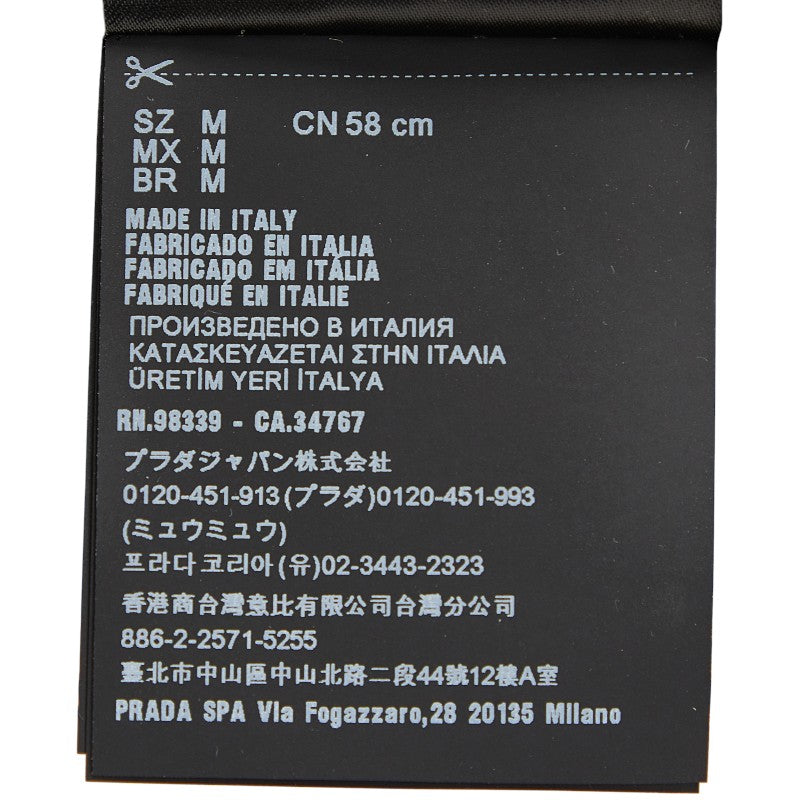 SZ M CN 58 cm
MX M
BR M
MADE IN ITALY
FABRICADO EN ITALIA
FABRICADO EM ITÁLIA
FABRIQUÉ EN ITALIE
ПРОИЗВЕДЕНО В ИТАЛИЯ
ΚΑΤΑΣΚΕΥΑΖΕΤΑΙ ΣΤΗΝ ΙΤΑΛΙΑ
ÜRETİM YERİ İTALYA
RN.98339 - CA.34767
プラダジャパン株式会社
0120-451-913(プラダ)0120-451-993
(ミュウミュウ)
프라다코리아(유)02-3443-2323
香港商台灣意比有限公司台灣分公司
886-2-2571-5255
臺北市中山區中山北路二段44號12樓A室
PRADA SPA Via Fogazzaro,28 20135 Milano